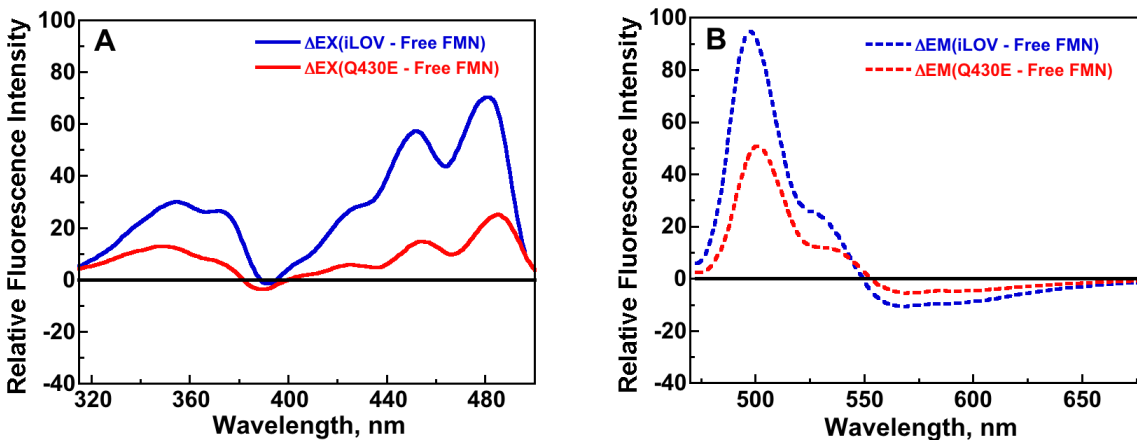 A
ΔEX(iLOV - Free FMN)
ΔEX(Q430E - Free FMN)
Relative Fluorescence Intensity
100
80
60
40
20
0
-20
-40
320
360
400
440
480
Wavelength, nm
B
ΔEM(iLOV - Free FMN)
ΔEM(Q430E - Free FMN)
Relative Fluorescence Intensity
100
80
60
40
20
0
-20
-40
500
550
600
650
Wavelength, nm